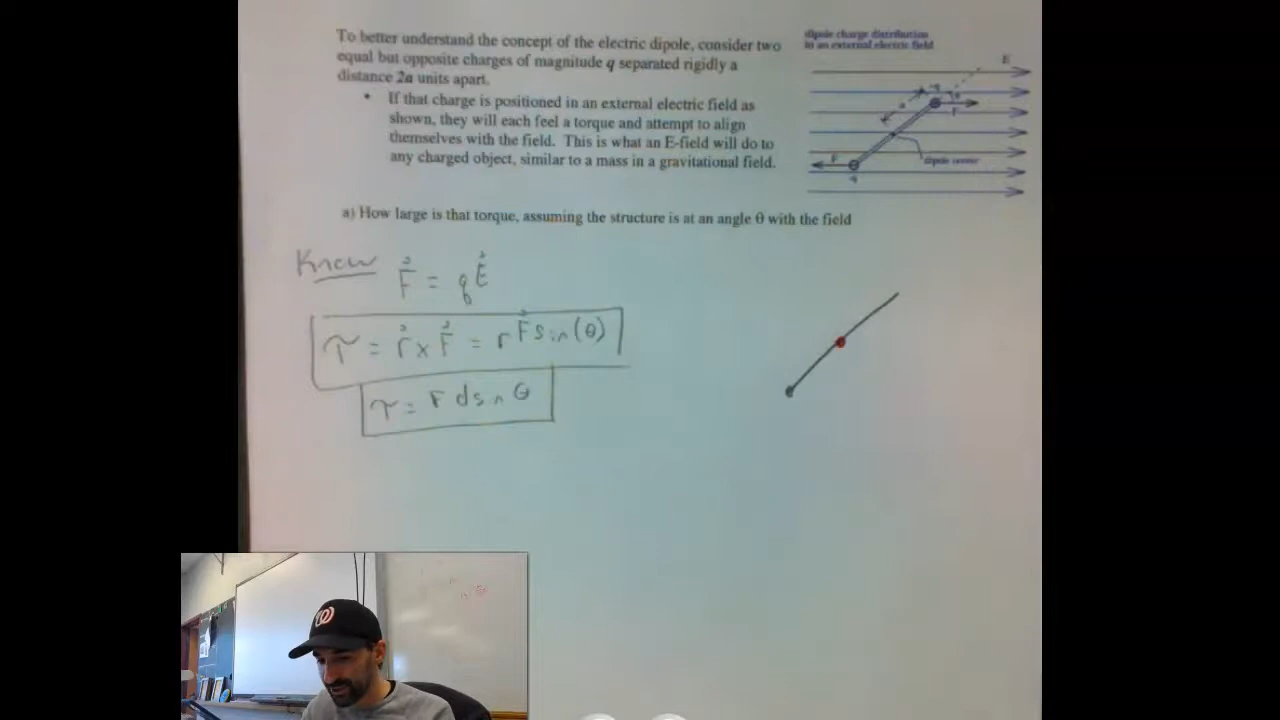 To better understand the concept of the electric dipole, consider two
equal but opposite charges of magnitude q separated rigidly a
distance 2a units apart.
• If that charge is positioned in an external electric field as
shown, they will each feel a torque and attempt to align
themselves with the field. This is what an E-field will do to
any charged object, similar to a mass in a gravitational field.
dipole charge distribution
in an external electric field
E
a
F
dipole center
a) How large is that torque, assuming the structure is at an angle θ with the field
Know F = qE
τ = r x F = r F sin(θ)
τ = F d sin θ